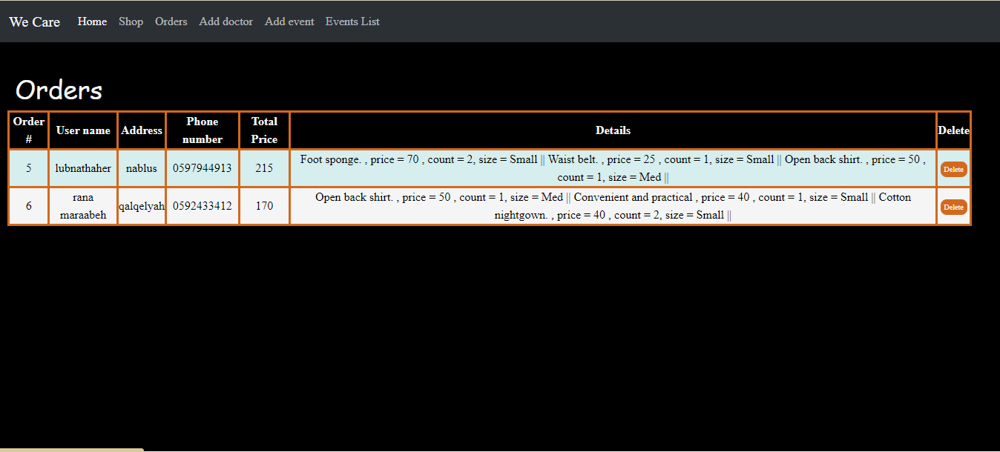 We Care Home Shop Orders Add doctor Add event Events List
Orders
Order # User name Address Phone number Total Price Details Delete
5 lubnathaher nablus 0597944913 215 Foot sponge. , price = 70 , count = 2, size = Small || Waist belt. , price = 25 , count = 1, size = Small || Open back shirt. , price = 50 , count = 1, size = Med || Delete
6 rana maraabeh qalqelyah 0592433412 170 Open back shirt. , price = 50 , count = 1, size = Med || Convenient and practical , price = 40 , count = 1, size = Small || Cotton nightgown. , price = 40 , count = 2, size = Small || Delete